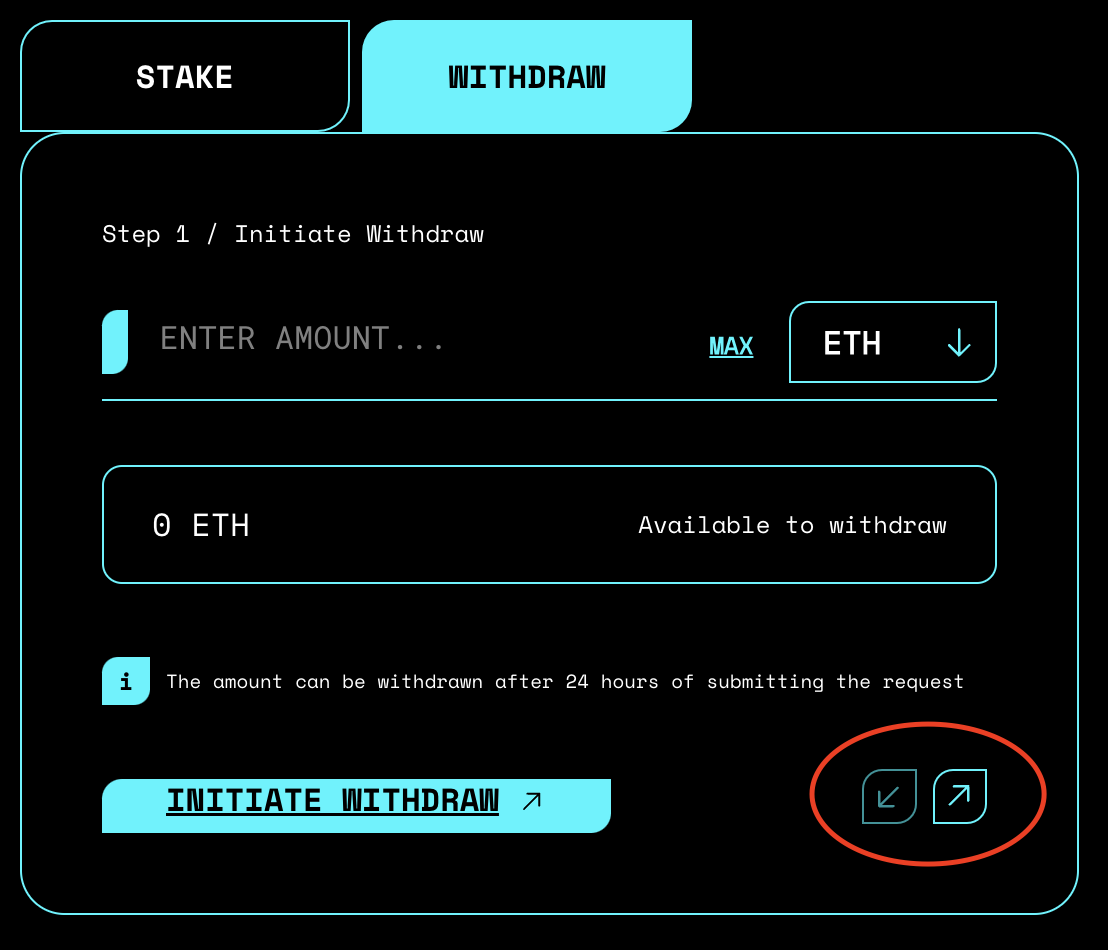 STAKE
WITHDRAW
Step 1 / Initiate Withdraw
ENTER AMOUNT...
MAX
ETH
0 ETH
Available to withdraw
i
The amount can be withdrawn after 24 hours of submitting the request
INITIATE WITHDRAW